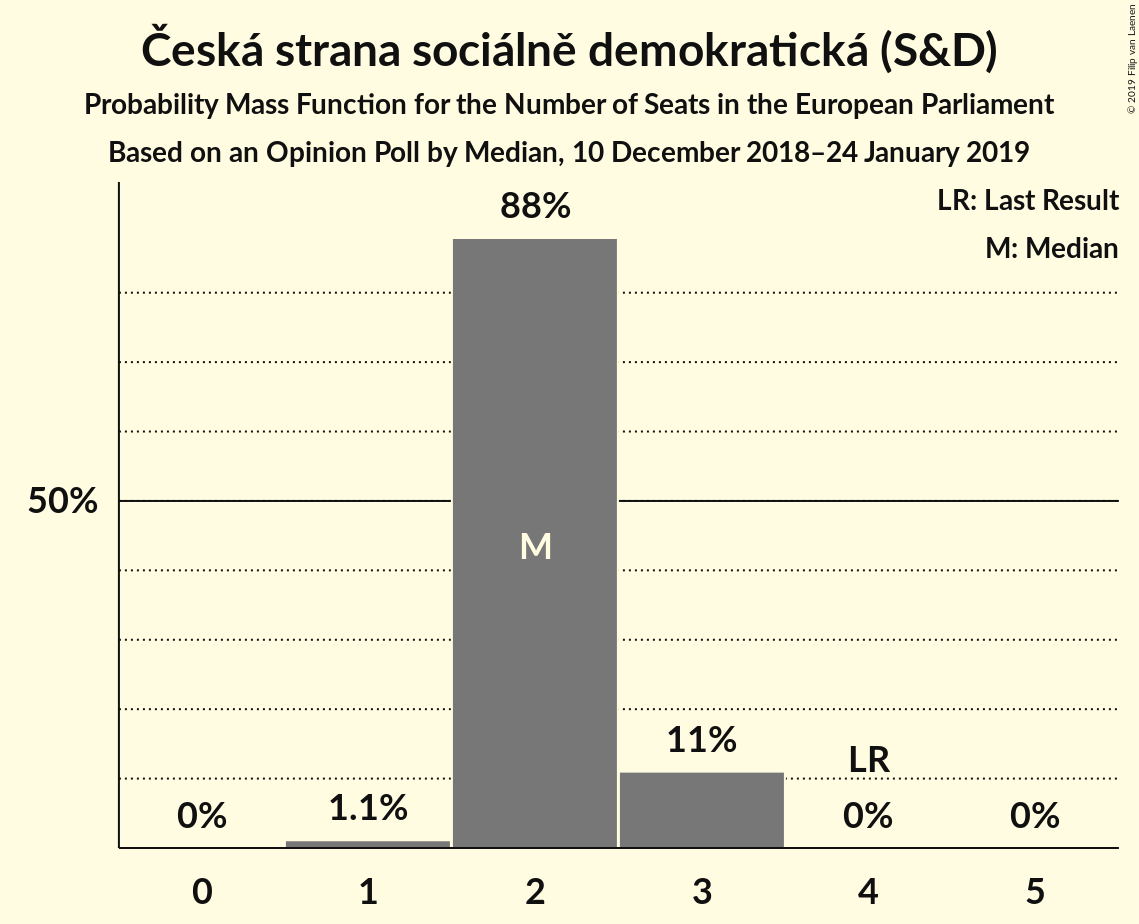 Česká strana sociálně demokratická (S&D)
Probability Mass Function for the Number of Seats in the European Parliament
Based on an Opinion Poll by Median, 10 December 2018–24 January 2019
© 2019 Filip van Laenen
LR: Last Result
M: Median
88%
50%
M
11%
LR
0%
1.1%
0%
0%
0
1
2
3
4
5